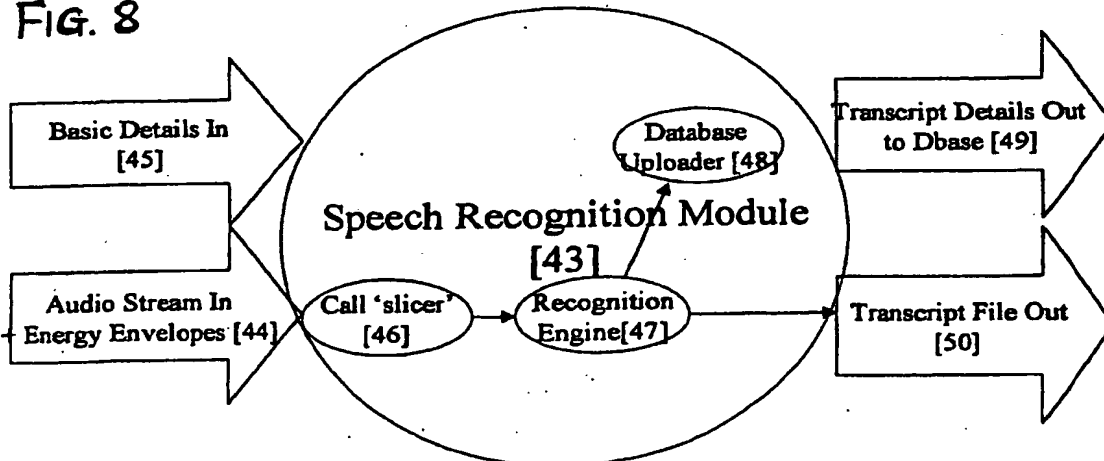 FIG. 8
Basic Details In
[45]
Audio Stream In
+ Energy Envelopes [44]
Speech Recognition Module
[43]
Call 'slicer'
[46]
Recognition
Engine[47]
Database
Uploader [48]
Transcript Details Out
to Dbase [49]
Transcript File Out
[50]